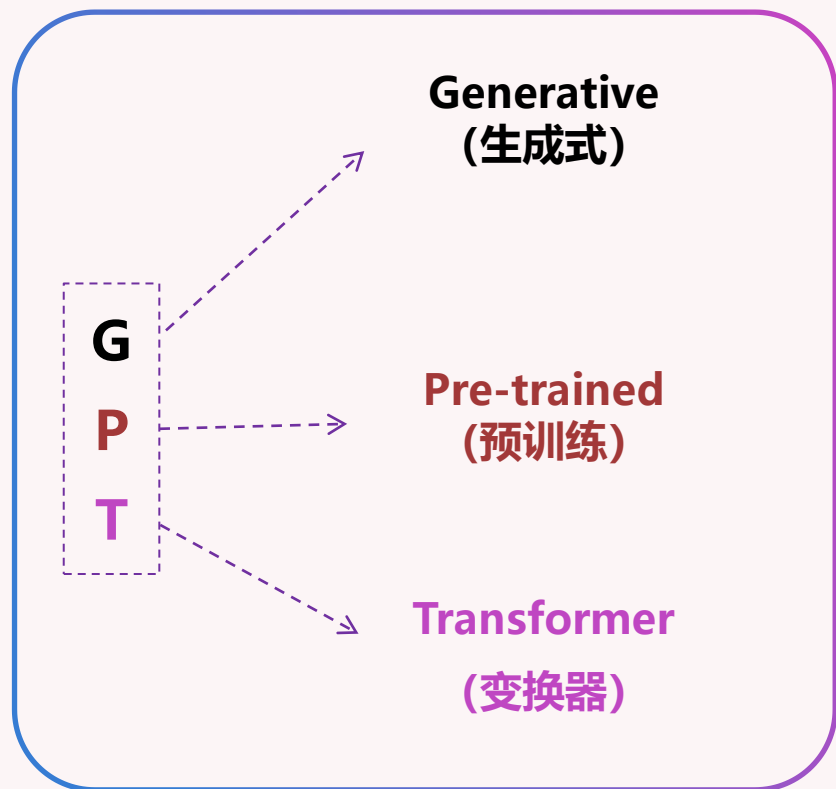 Generative
(生成式)
G
P
T
Pre-trained
(预训练)
Transformer
(变换器)